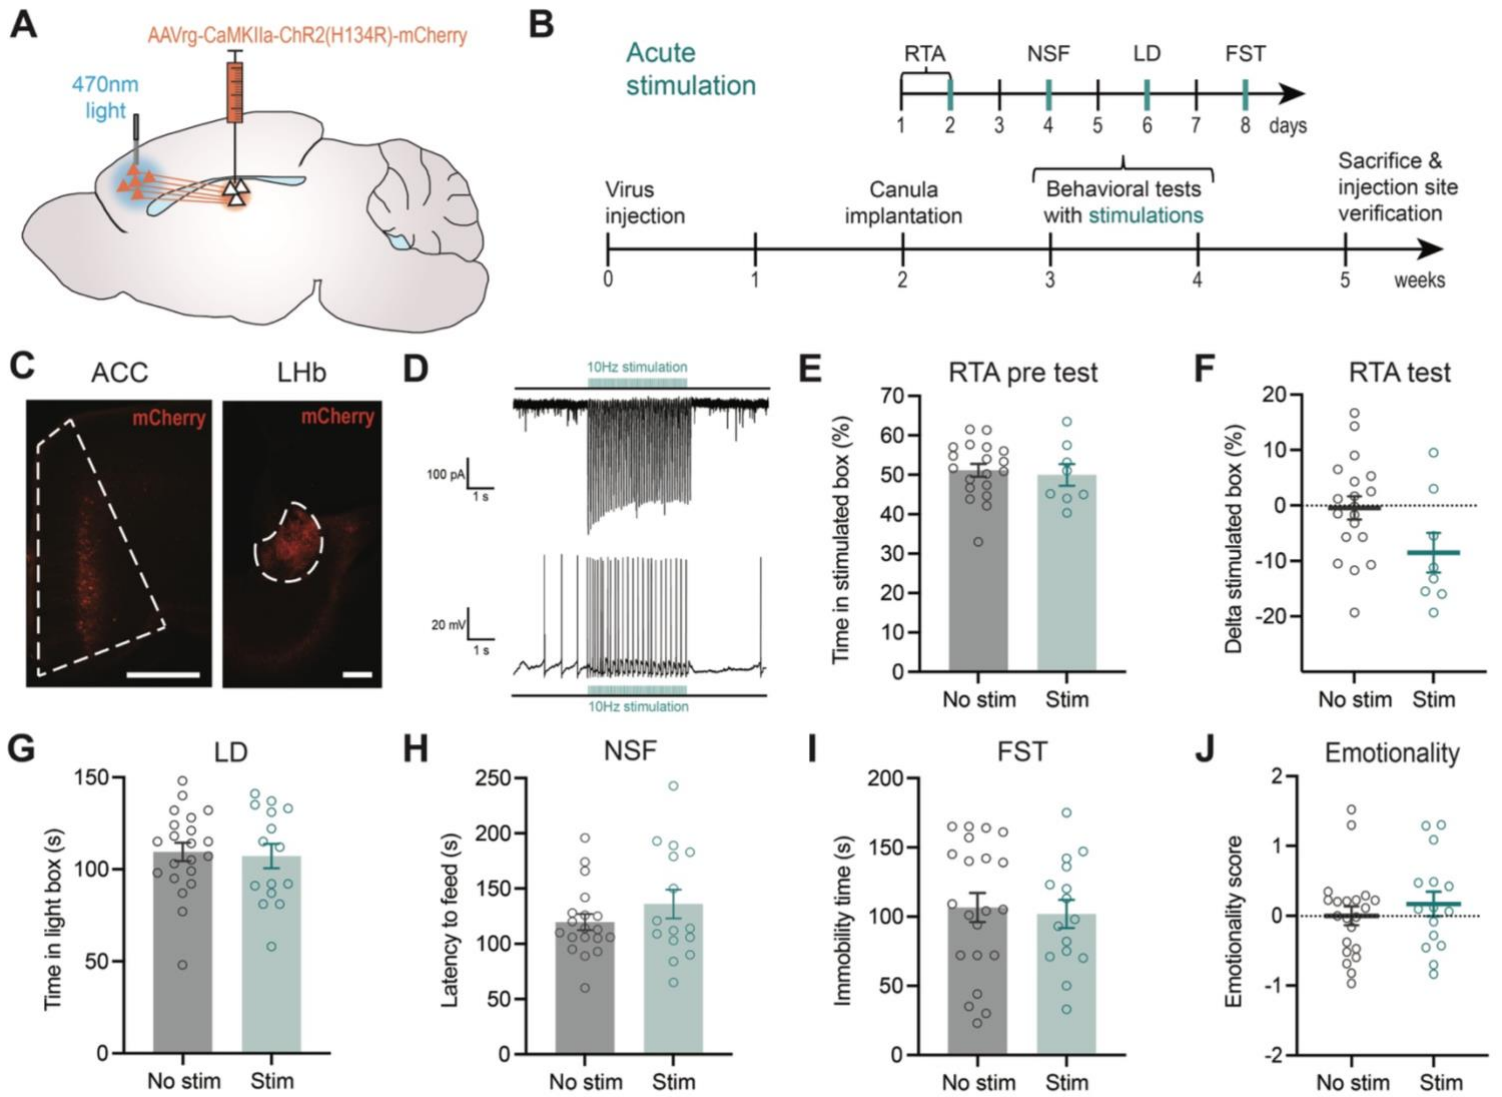 A
AAVrg-CaMKIIa-ChR2(H134R)-mCherry
470nm
light
B
Acute
stimulation
RTA
NSF
LD
FST
1 2 3 4 5 6 7 8 days
Virus
injection
Canula
implantation
Behavioral tests
with stimulations
Sacrifice &
injection site
verification
0 1 2 3 4 5 weeks
C
ACC
LHb
mCherry
mCherry
D
10Hz stimulation
100 pA
1 s
20 mV
1 s
10Hz stimulation
E
RTA pre test
Time in stimulated box (%)
70
60
50
40
30
20
10
0
No stim Stim
F
RTA test
Delta stimulated box (%)
20
10
0
-10
-20
No stim Stim
G
LD
Time in light box (s)
150
100
50
0
No stim Stim
H
NSF
Latency to feed (s)
250
200
150
100
50
0
No stim Stim
I
FST
Immobility time (s)
200
150
100
50
0
No stim Stim
J
Emotionality
Emotionality score
2
1
0
-1
-2
No stim Stim